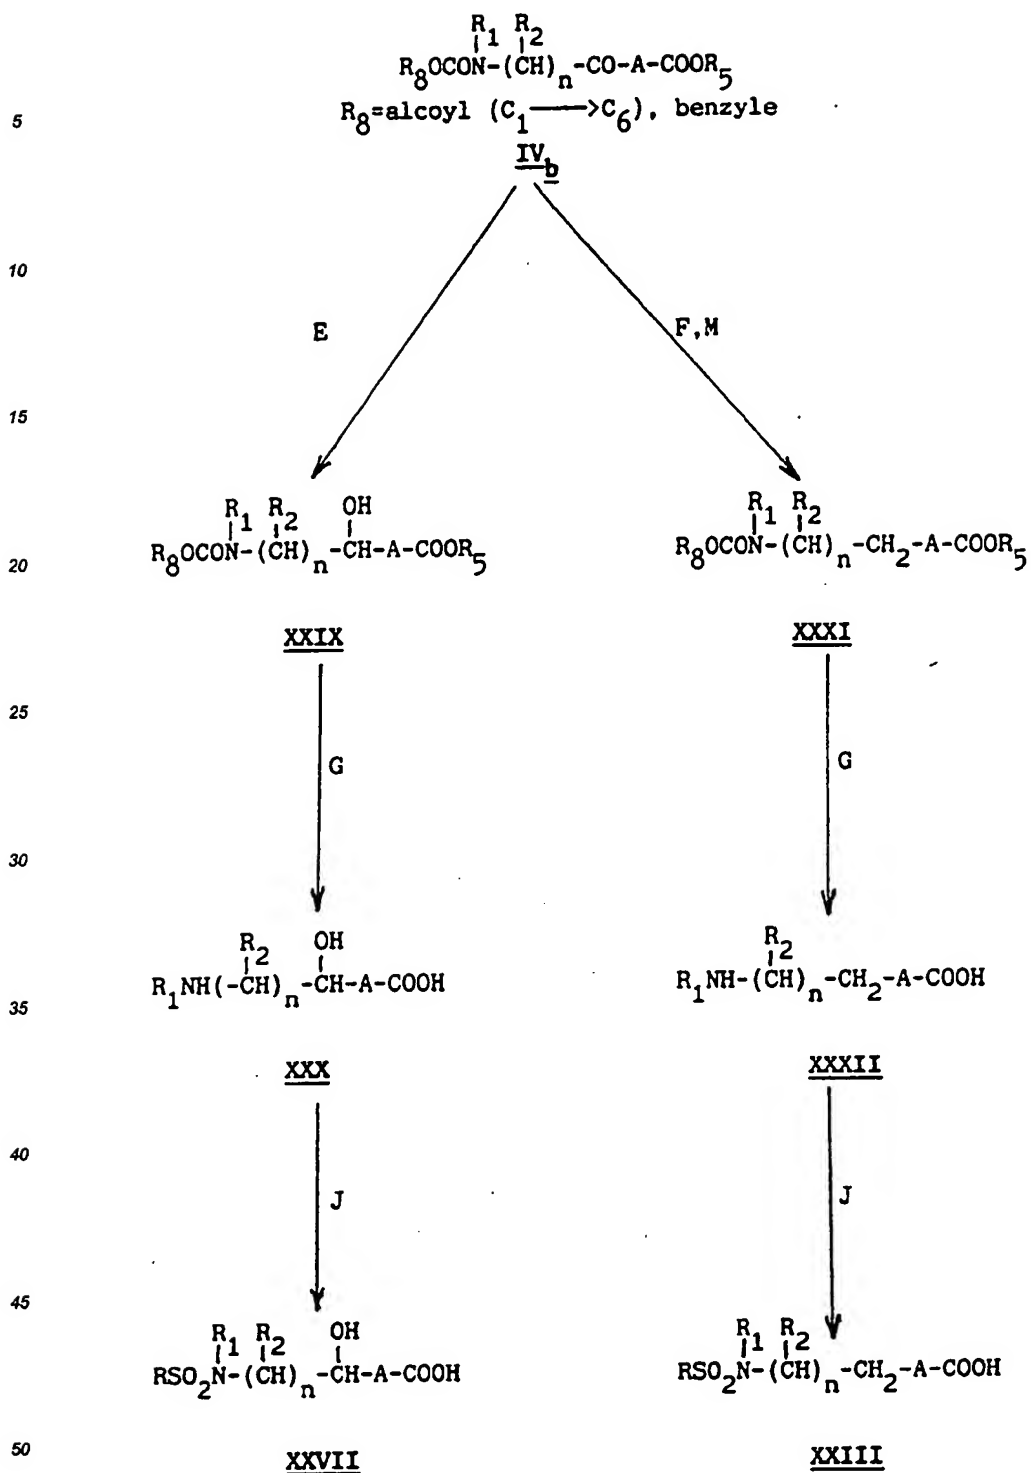 R1 R2
R8OCON-(CH)n-CO-A-COOR5
5 R8=alcoyl (C1⟶>C6), benzyle
IVb
10
E F,M
15
R1 R2 OH R1 R2
20 R8OCON-(CH)n-CH-A-COOR5 R8OCON-(CH)n-CH2-A-COOR5
XXIX XXXI
25
G G
30
R2 OH R2
35 R1NH(-CH)n-CH-A-COOH R1NH-(CH)n-CH2-A-COOH
XXX XXXII
40
J J
45
R1 R2 OH R1 R2
RSO2N-(CH)n-CH-A-COOH RSO2N-(CH)n-CH2-A-COOH
50 XXVII XXIII